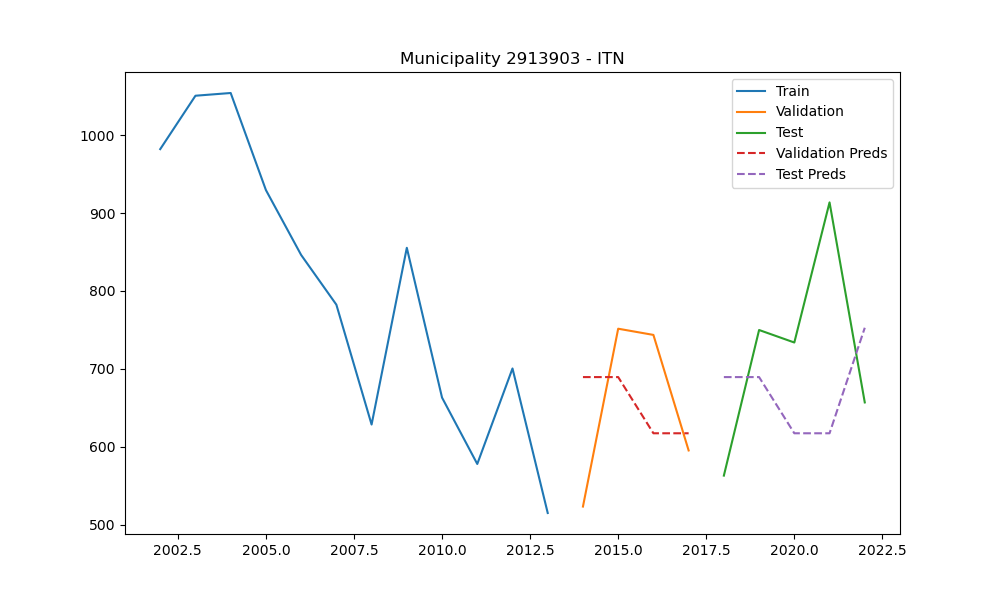 Municipality 2913903 - ITN
Train
Validation
Test
Validation Preds
Test Preds
1000
900
800
700
600
500
2002.5 2005.0 2007.5 2010.0 2012.5 2015.0 2017.5 2020.0 2022.5